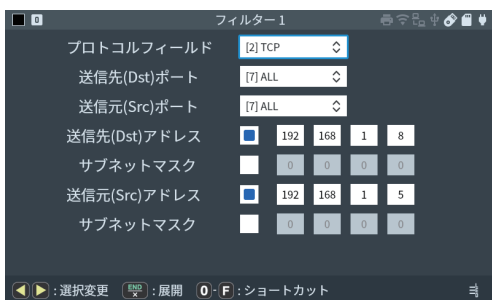 0 フィルター 1
プロトコルフィールド [2] TCP
送信先(Dst)ポート [7] ALL
送信元(Src)ポート [7] ALL
送信先(Dst)アドレス 192 168 1 8
サブネットマスク 0 0 0 0
送信元(Src)アドレス 192 168 1 5
サブネットマスク 0 0 0 0
:選択変更 END × :展開 0-F:ショートカット